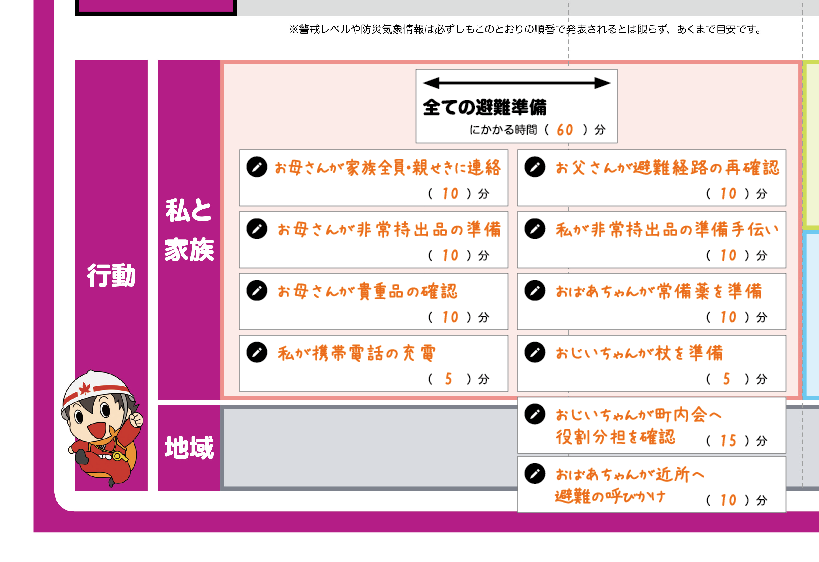 ※警戒レベルや防災気象情報は必ずしもこのとおりの順番で発表されるとは限らず、あくまで目安です。
行動
私と
家族
全ての避難準備
にかかる時間（ 60 ）分
お母さんが家族全員・親せきに連絡
（ 10 ）分
お父さんが避難経路の再確認
（ 10 ）分
お母さんが非常持出品の準備
（ 10 ）分
私が非常持出品の準備手伝い
（ 10 ）分
お母さんが貴重品の確認
（ 10 ）分
おばあちゃんが常備薬を準備
（ 10 ）分
私が携帯電話の充電
（ 5 ）分
おじいちゃんが杖を準備
（ 5 ）分
地域
おじいちゃんが町内会へ
役割分担を確認 （ 15 ）分
おばあちゃんが近所へ
避難の呼びかけ （ 10 ）分